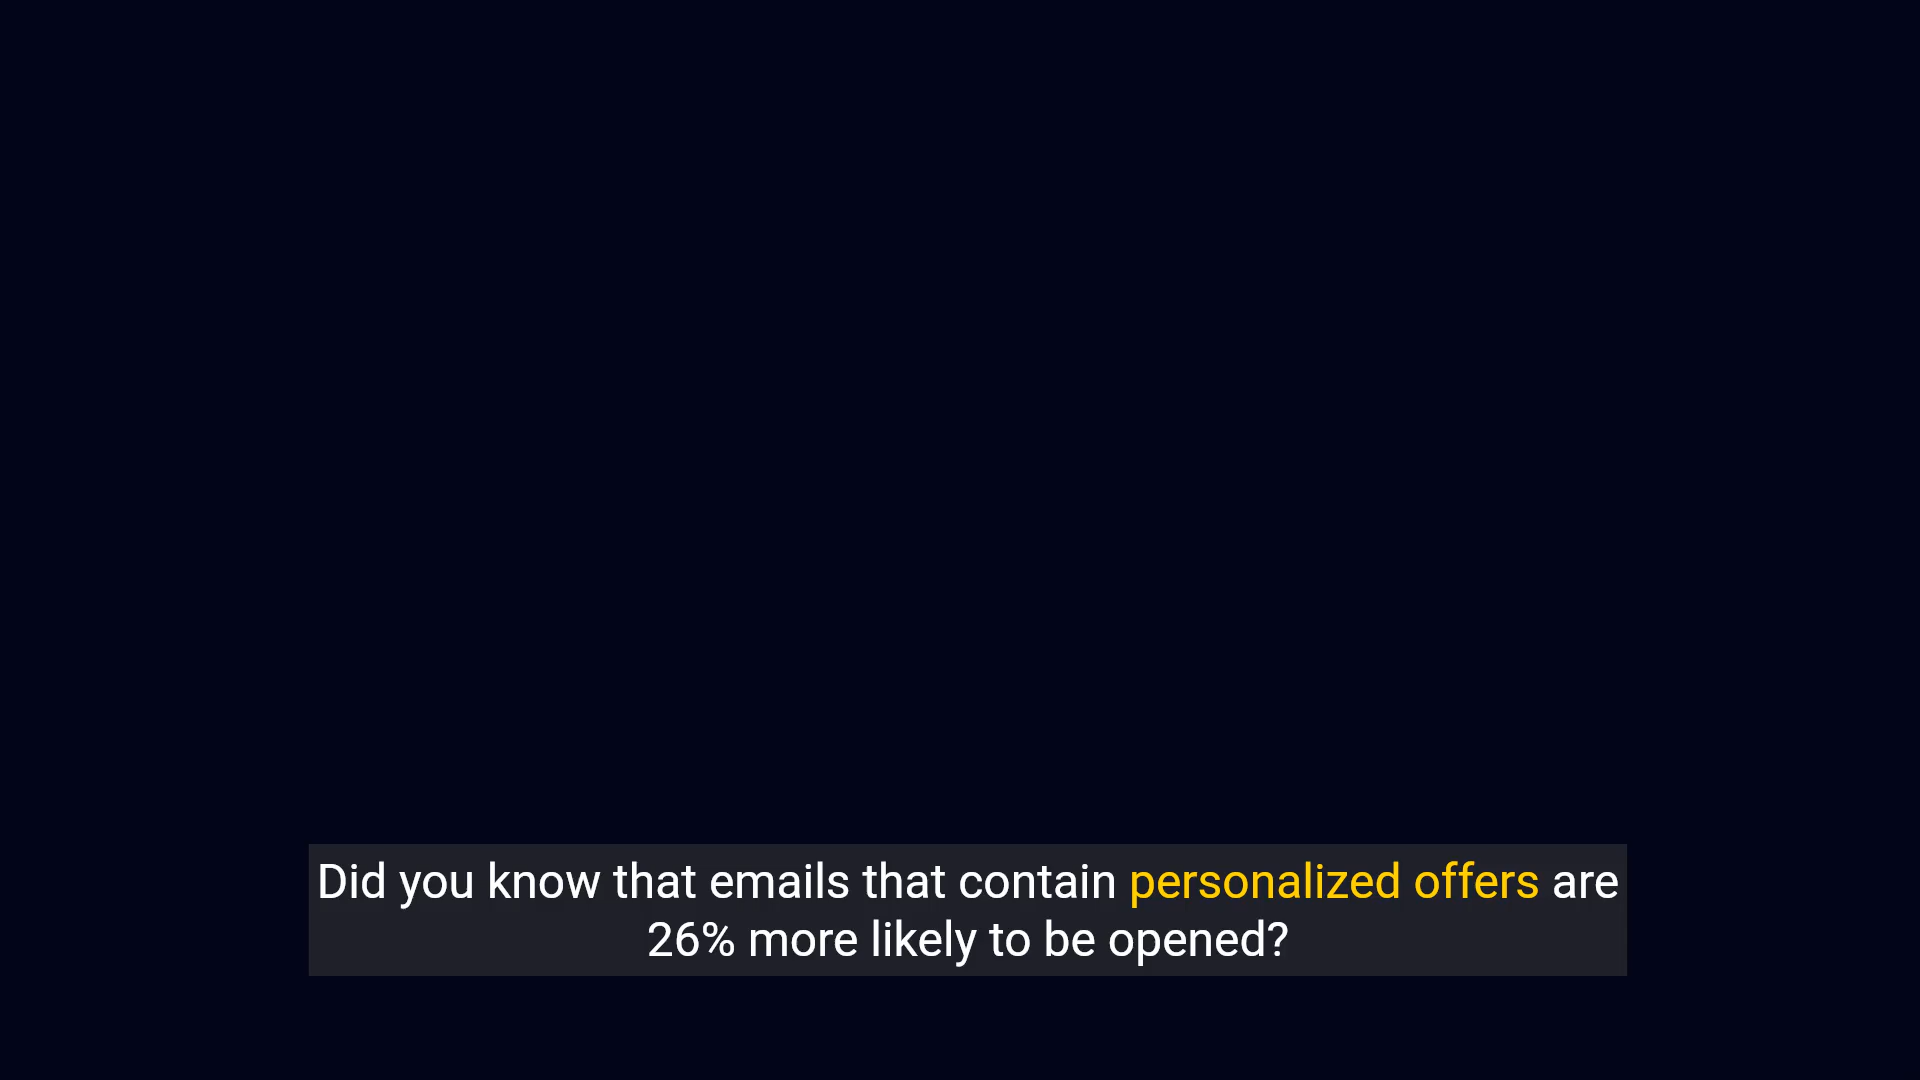 Did you know that emails that contain personalized offers are
26% more likely to be opened?